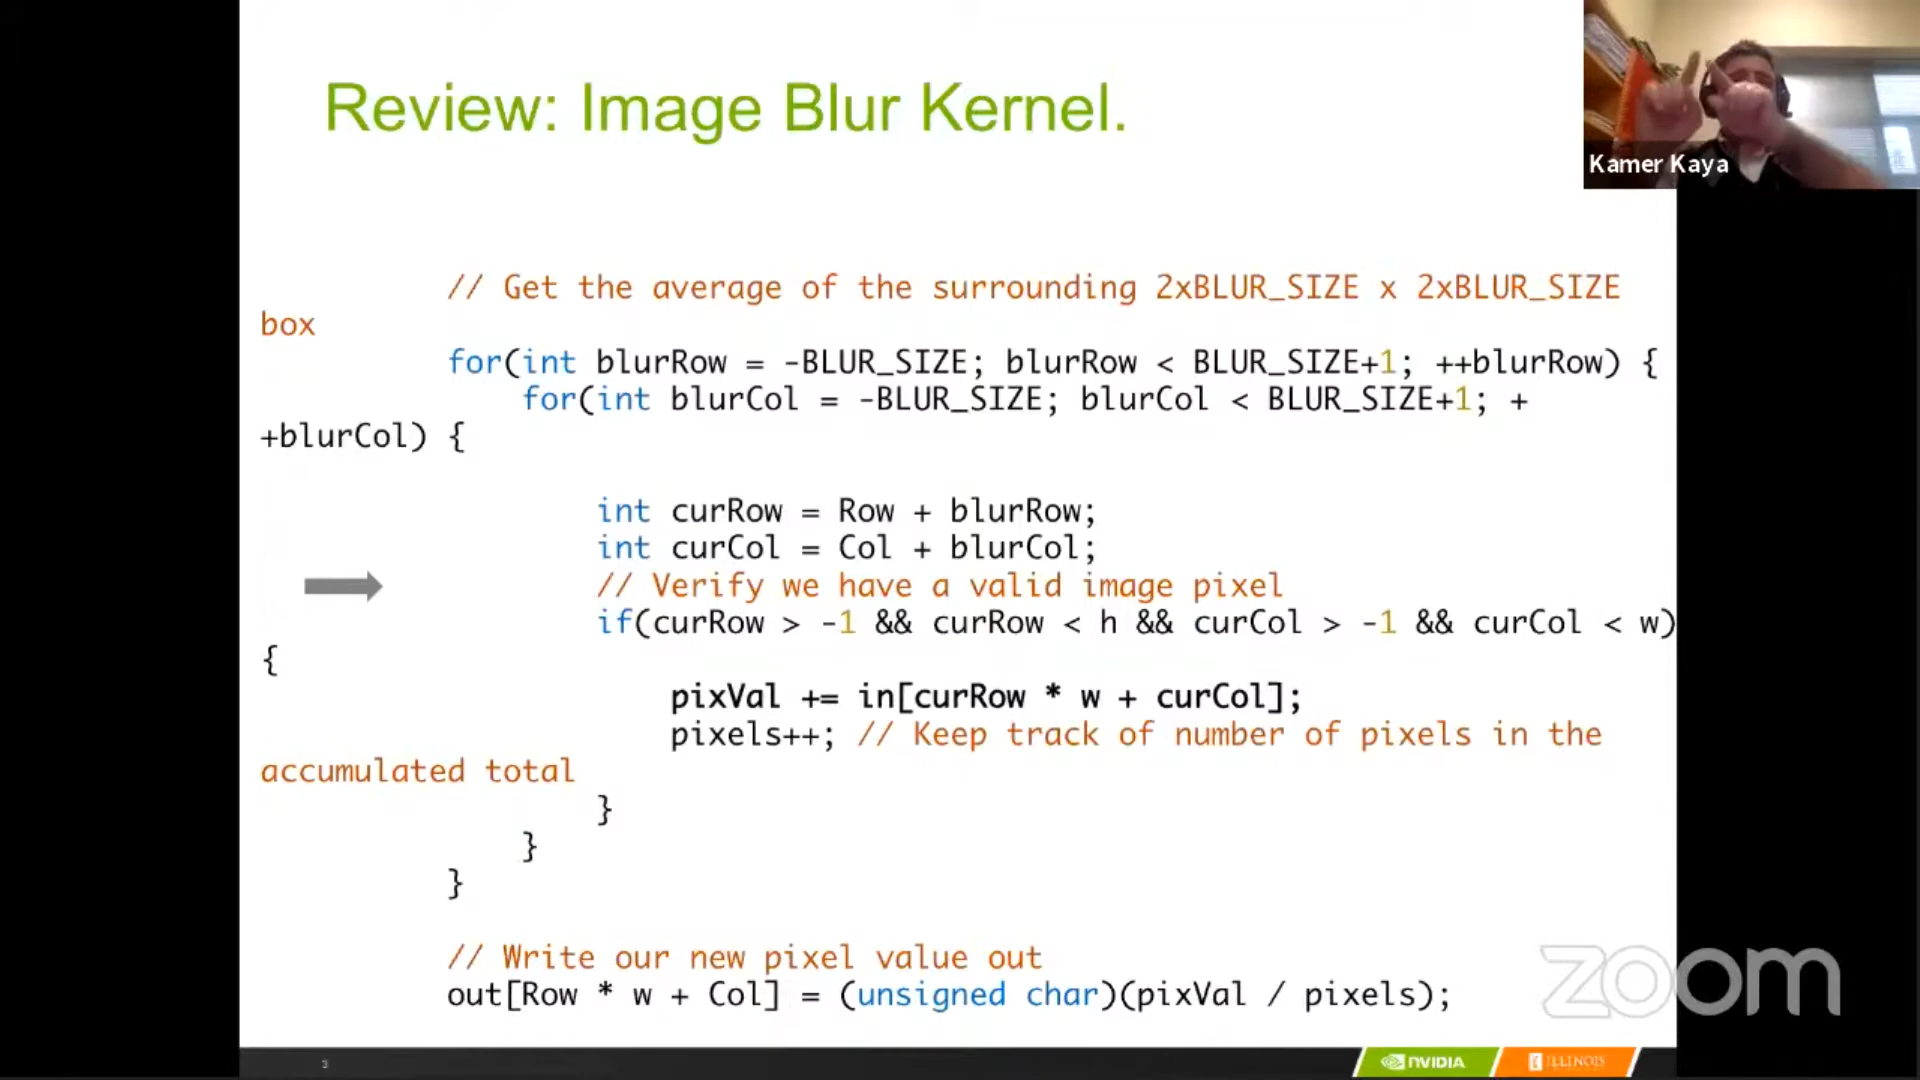 Review: Image Blur Kernel.
Kamer Kaya
// Get the average of the surrounding 2xBLUR_SIZE x 2xBLUR_SIZE
box
for(int blurRow = -BLUR_SIZE; blurRow < BLUR_SIZE+1; ++blurRow) {
for(int blurCol = -BLUR_SIZE; blurCol < BLUR_SIZE+1; +
+blurCol) {
int curRow = Row + blurRow;
int curCol = Col + blurCol;
// Verify we have a valid image pixel
if(curRow > -1 && curRow < h && curCol > -1 && curCol < w)
{
pixVal += in[curRow * w + curCol];
pixels++; // Keep track of number of pixels in the
accumulated total
}
}
}
// Write our new pixel value out
out[Row * w + Col] = (unsigned char)(pixVal / pixels);
zoom
3
NVIDIA
ILLINOIS